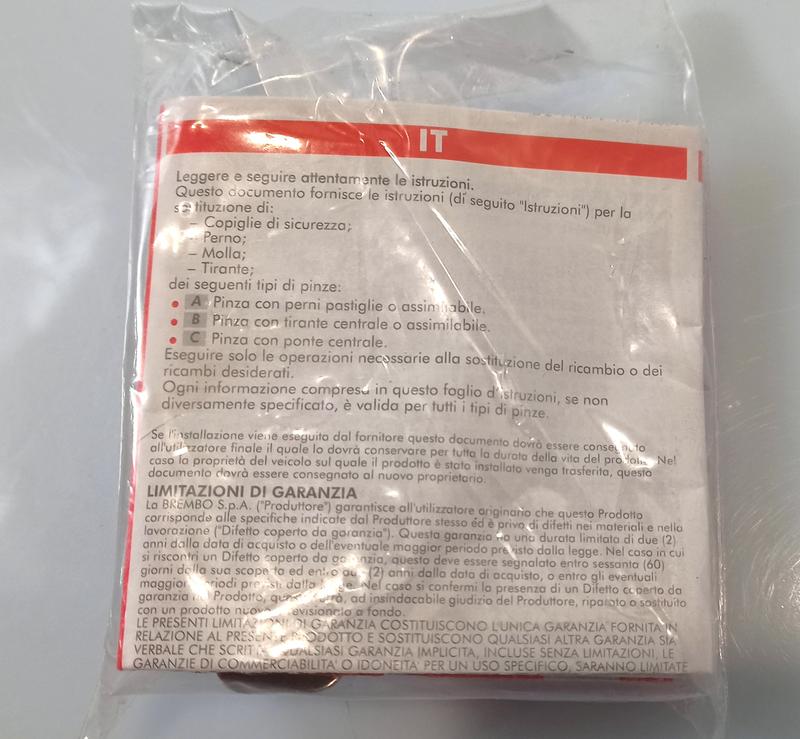 IT
Leggere e seguire attentamente le istruzioni.
Questo documento fornisce le istruzioni (di seguito "Istruzioni") per la
sostituzione di:
– Copiglie di sicurezza;
– Perno;
– Molla;
– Tirante;
dei seguenti tipi di pinze:
• A Pinza con perni pastiglie o assimilabile.
• B Pinza con tirante centrale o assimilabile.
• C Pinza con ponte centrale.
Eseguire solo le operazioni necessarie alla sostituzione del ricambio o dei
ricambi desiderati.
Ogni informazione compresa in questo foglio d'istruzioni, se non
diversamente specificato, è valida per tutti i tipi di pinze.
Se l'installazione viene eseguita dal fornitore questo documento dovrà essere consegnato
all'utilizzatore finale il quale lo dovrà conservare per tutta la durata della vita del prodotto. Nel
caso la proprietà del veicolo sul quale il prodotto è stato installato venga trasferita, questo
documento dovrà essere consegnato al nuovo proprietario.
LIMITAZIONI DI GARANZIA
La BREMBO S.p.A. ("Produttore") garantisce all'utilizzatore originario che questo Prodotto
corrisponde alle specifiche indicate dal Produttore stesso ed è privo di difetti nei materiali e nella
lavorazione ("Difetto coperto da garanzia"). Questa garanzia ha una durata limitata di due (2)
anni dalla data di acquisto o dell'eventuale maggior periodo previsto dalla legge. Nel caso in cui
si riscontri un Difetto coperto da garanzia, questo deve essere segnalato entro sessanta (60)
giorni dalla sua scoperta ed entro due (2) anni dalla data di acquisto, o entro gli eventuali
maggiori periodi previsti dalla legge. Nel caso si confermi la presenza di un Difetto coperto da
garanzia nel Prodotto, questo verrà, ad insindacabile giudizio del Produttore, riparato o sostituito
con un prodotto nuovo o revisionato a fondo.
LE PRESENTI LIMITAZIONI DI GARANZIA COSTITUISCONO L'UNICA GARANZIA FORNITA IN
RELAZIONE AL PRESENTE PRODOTTO E SOSTITUISCONO QUALSIASI ALTRA GARANZIA SIA
VERBALE CHE SCRITTA. QUALSIASI GARANZIA IMPLICITA, INCLUSE SENZA LIMITAZIONI, LE
GARANZIE DI COMMERCIABILITA' O IDONEITA' PER UN USO SPECIFICO, SARANNO LIMITATE